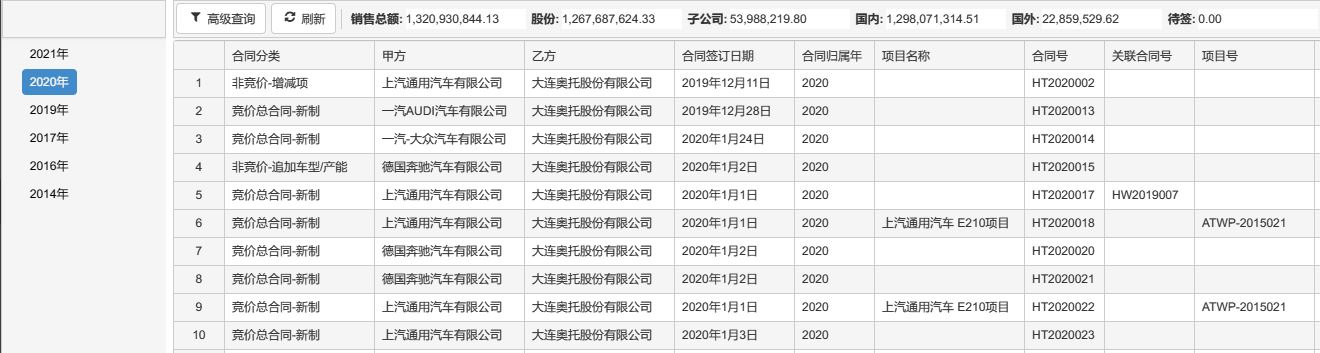 高级查询 刷新 销售总额: 1,320,930,844.13 股份: 1,267,687,624.33 子公司: 53,988,219.80 国内: 1,298,071,314.51 国外: 22,859,529.62 待签: 0.00
2021年
2020年
2019年
2017年
2016年
2014年
合同分类 甲方 乙方 合同签订日期 合同归属年 项目名称 合同号 关联合同号 项目号
1 非竞价-增减项 上汽通用汽车有限公司 大连奥托股份有限公司 2019年12月11日 2020 HT2020002
2 竞价总合同-新制 一汽AUDI汽车有限公司 大连奥托股份有限公司 2019年12月28日 2020 HT2020013
3 竞价总合同-新制 一汽-大众汽车有限公司 大连奥托股份有限公司 2020年1月24日 2020 HT2020014
4 非竞价-追加车型/产能 德国奔驰汽车有限公司 大连奥托股份有限公司 2020年1月2日 2020 HT2020015
5 竞价总合同-新制 上汽通用汽车有限公司 大连奥托股份有限公司 2020年1月1日 2020 HT2020017 HW2019007
6 竞价总合同-新制 上汽通用汽车有限公司 大连奥托股份有限公司 2020年1月1日 2020 上汽通用汽车 E210项目 HT2020018 ATWP-2015021
7 竞价总合同-新制 德国奔驰汽车有限公司 大连奥托股份有限公司 2020年1月2日 2020 HT2020020
8 竞价总合同-新制 德国奔驰汽车有限公司 大连奥托股份有限公司 2020年1月2日 2020 HT2020021
9 竞价总合同-新制 上汽通用汽车有限公司 大连奥托股份有限公司 2020年1月1日 2020 上汽通用汽车 E210项目 HT2020022 ATWP-2015021
10 竞价总合同-新制 上汽通用汽车有限公司 大连奥托股份有限公司 2020年1月3日 2020 HT2020023